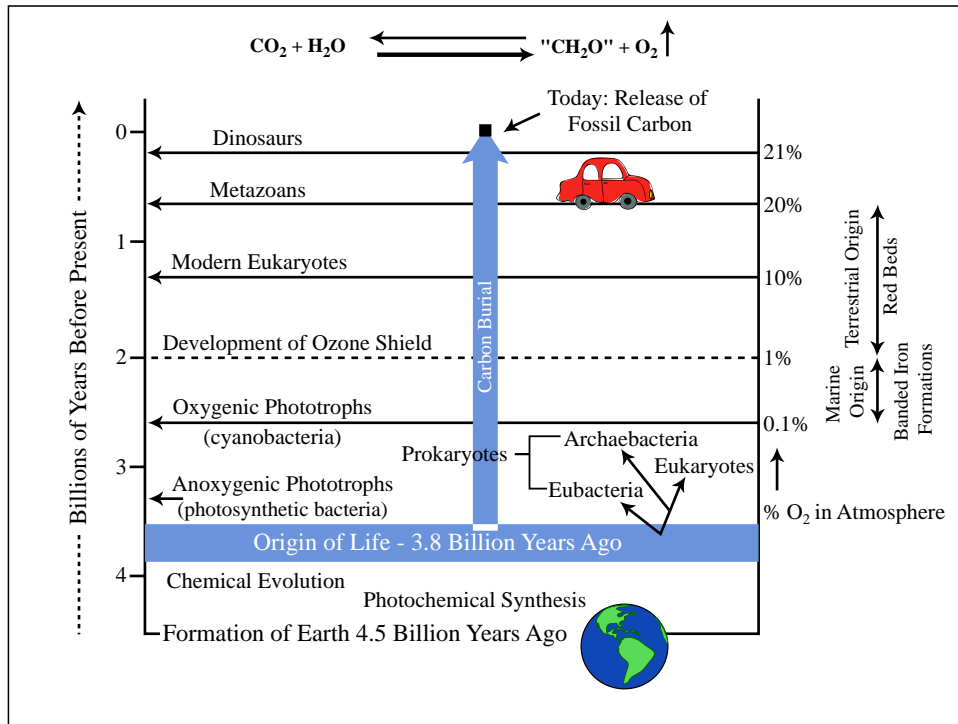 CO₂ + H₂O "CH₂O" + O₂
Today: Release of
Fossil Carbon
Billions of Years Before Present
0
Dinosaurs
21%
Metazoans
20%
1
Modern Eukaryotes
10%
Carbon Burial
Terrestrial Origin
Red Beds
Development of Ozone Shield
2
1%
Marine
Origin
Banded Iron
Formations
Oxygenic Phototrophs
(cyanobacteria)
0.1%
Prokaryotes
Archaebacteria
Eukaryotes
Eubacteria
3
Anoxygenic Phototrophs
(photosynthetic bacteria)
% O₂ in Atmosphere
Origin of Life - 3.8 Billion Years Ago
4
Chemical Evolution
Photochemical Synthesis
Formation of Earth 4.5 Billion Years Ago